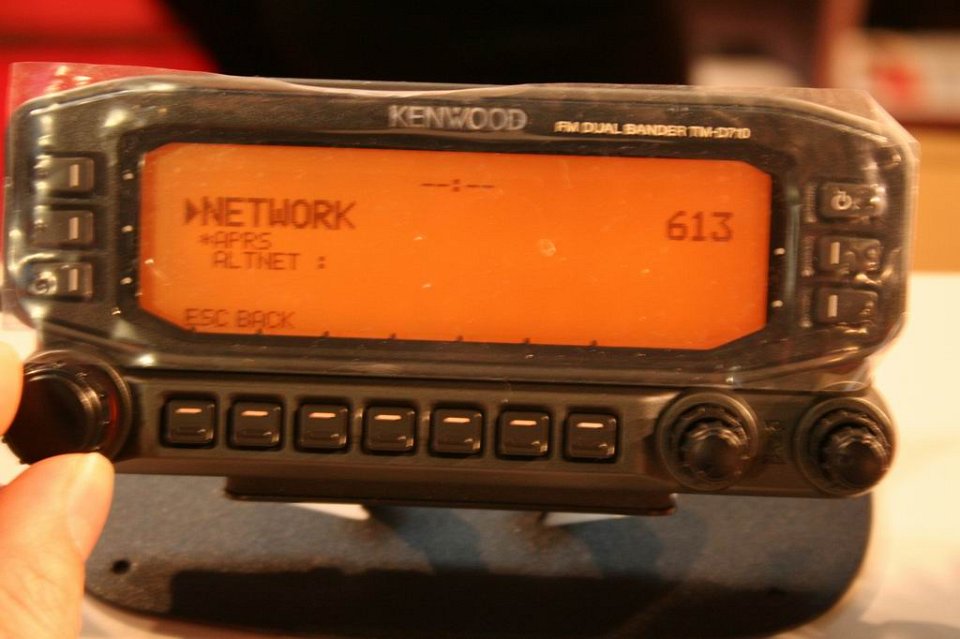 KENWOOD
FM DUAL BANDER TM-D710
--:--
▶NETWORK 613
*APRS
ALTNET :
ESC BACK